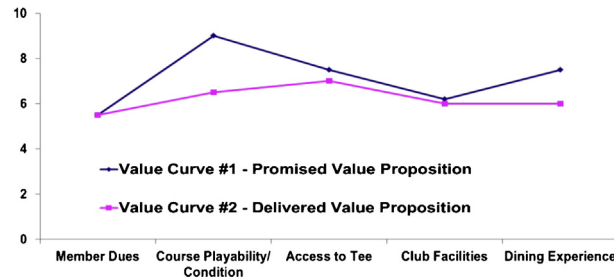 10
8
6
4
2
0
Value Curve #1 - Promised Value Proposition
Value Curve #2 - Delivered Value Proposition
Member Dues
Course Playability/
Condition
Access to Tee
Club Facilities
Dining Experience